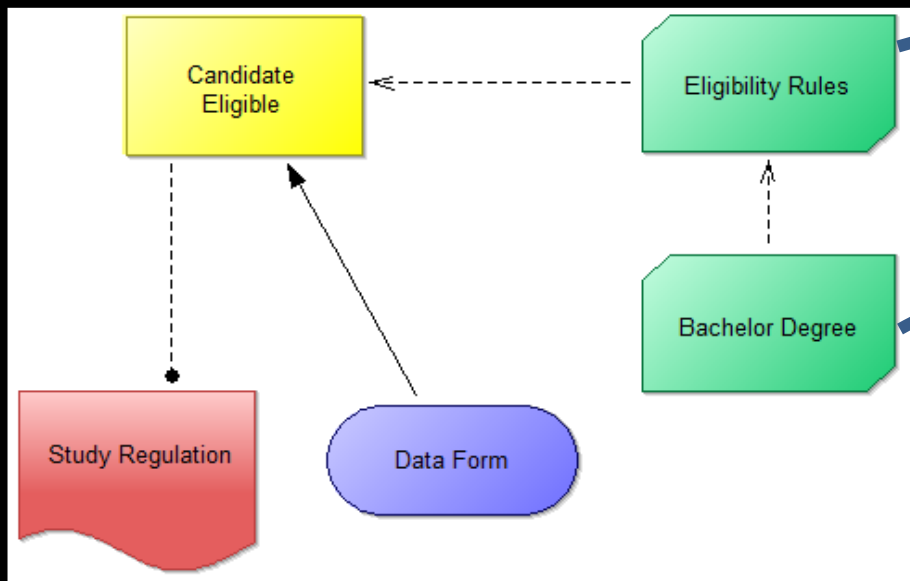 Candidate
Eligible
Eligibility Rules
Bachelor Degree
Study Regulation
Data Form